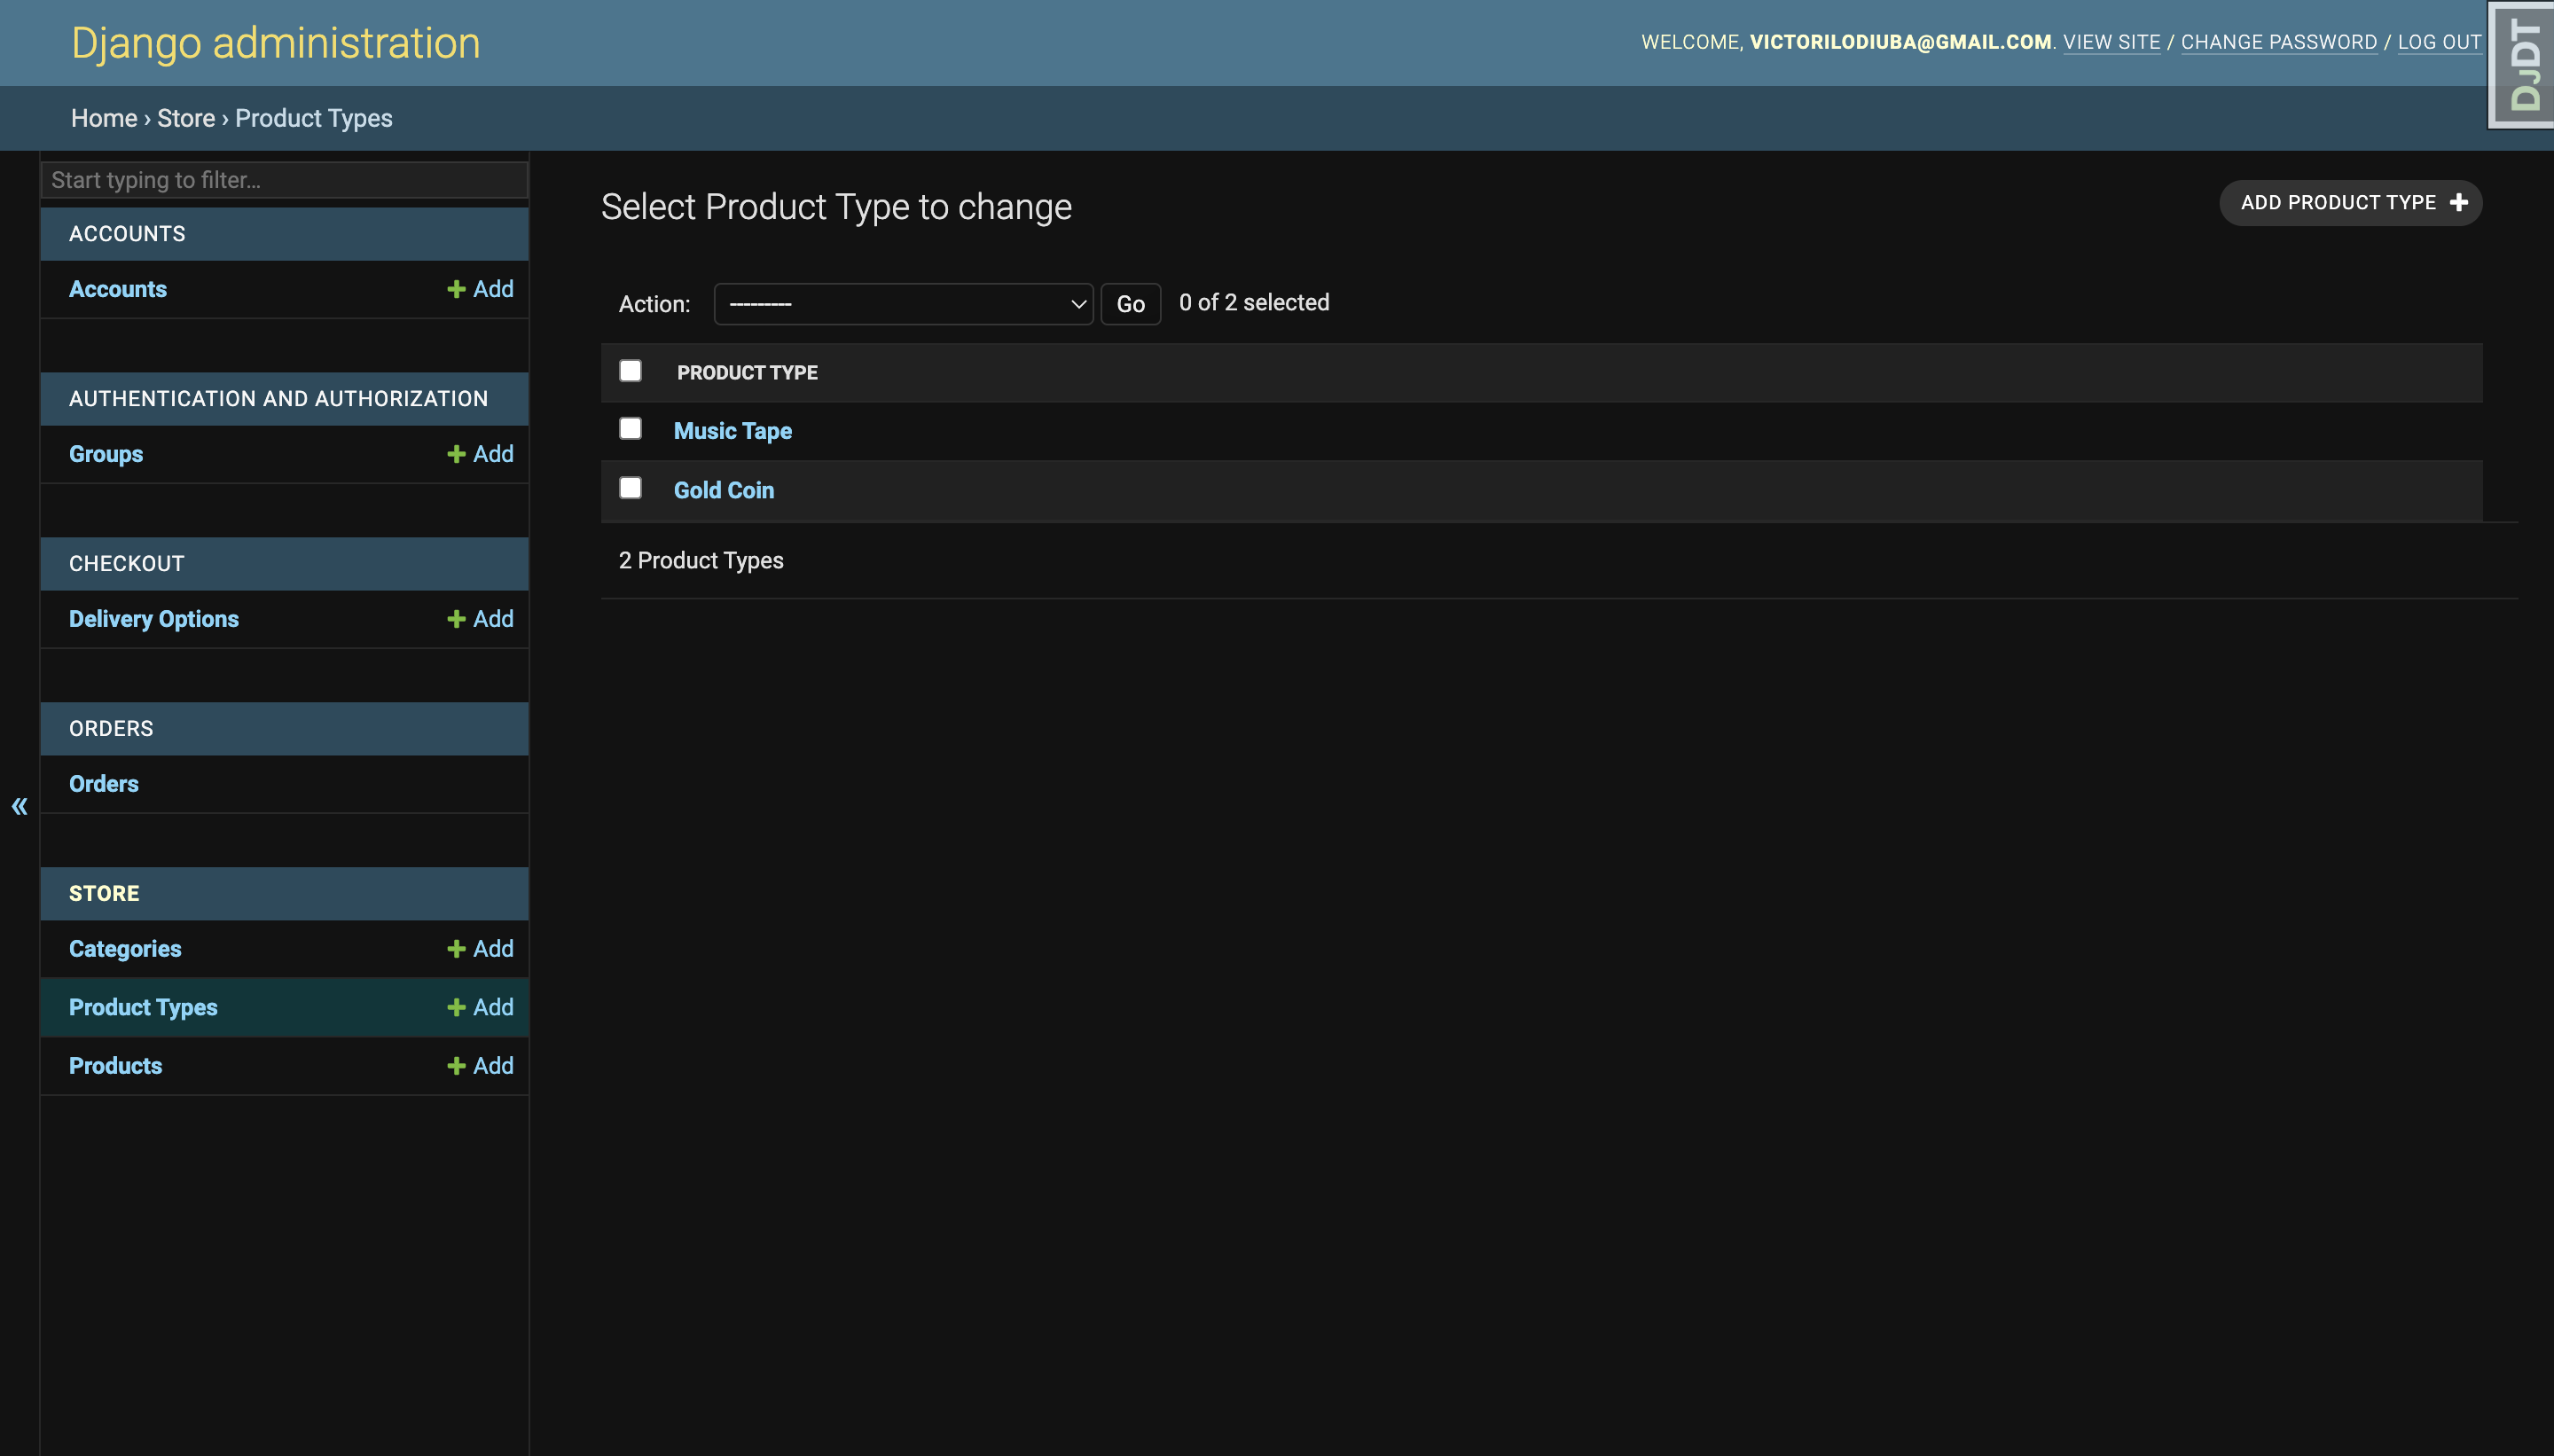 Django administration
WELCOME, VICTORILODIUBA@GMAIL.COM. VIEW SITE / CHANGE PASSWORD / LOG OUT
DJDT
Home › Store › Product Types
Start typing to filter…
ACCOUNTS
Accounts + Add
AUTHENTICATION AND AUTHORIZATION
Groups + Add
CHECKOUT
Delivery Options + Add
ORDERS
Orders
«
STORE
Categories + Add
Product Types + Add
Products + Add
Select Product Type to change
ADD PRODUCT TYPE +
Action: --------- Go 0 of 2 selected
PRODUCT TYPE
Music Tape
Gold Coin
2 Product Types